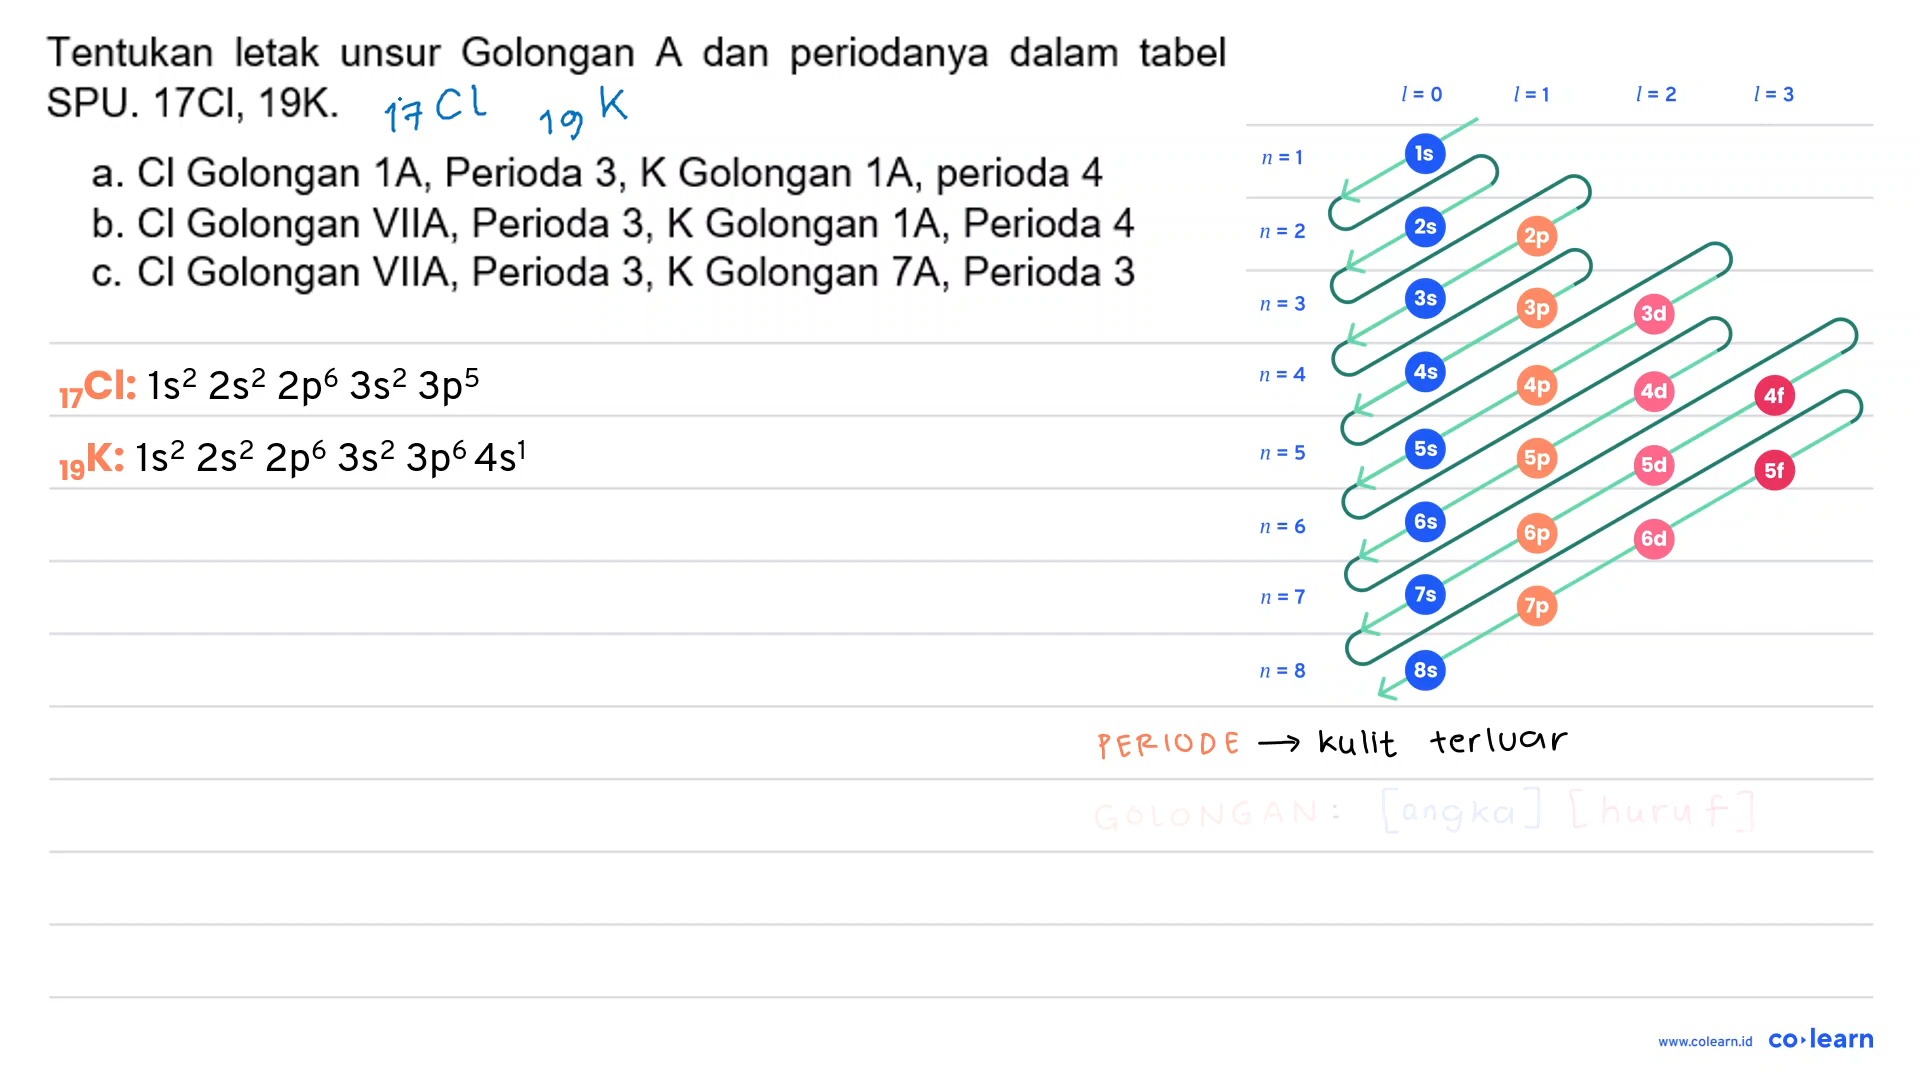 Tentukan letak unsur Golongan A dan periodanya dalam tabel
SPU. 17Cl, 19K. ₁₇Cl ₁₉K
a. Cl Golongan 1A, Perioda 3, K Golongan 1A, perioda 4
b. Cl Golongan VIIA, Perioda 3, K Golongan 1A, Perioda 4
c. Cl Golongan VIIA, Perioda 3, K Golongan 7A, Perioda 3
₁₇Cl: 1s² 2s² 2p⁶ 3s² 3p⁵
₁₉K: 1s² 2s² 2p⁶ 3s² 3p⁶ 4s¹
l = 0 l = 1 l = 2 l = 3
n = 1 1s
n = 2 2s 2p
n = 3 3s 3p 3d
n = 4 4s 4p 4d 4f
n = 5 5s 5p 5d 5f
n = 6 6s 6p 6d
n = 7 7s 7p
n = 8 8s
PERIODE → kulit terluar
GOLONGAN: [angka] [huruf]
www.colearn.id co learn